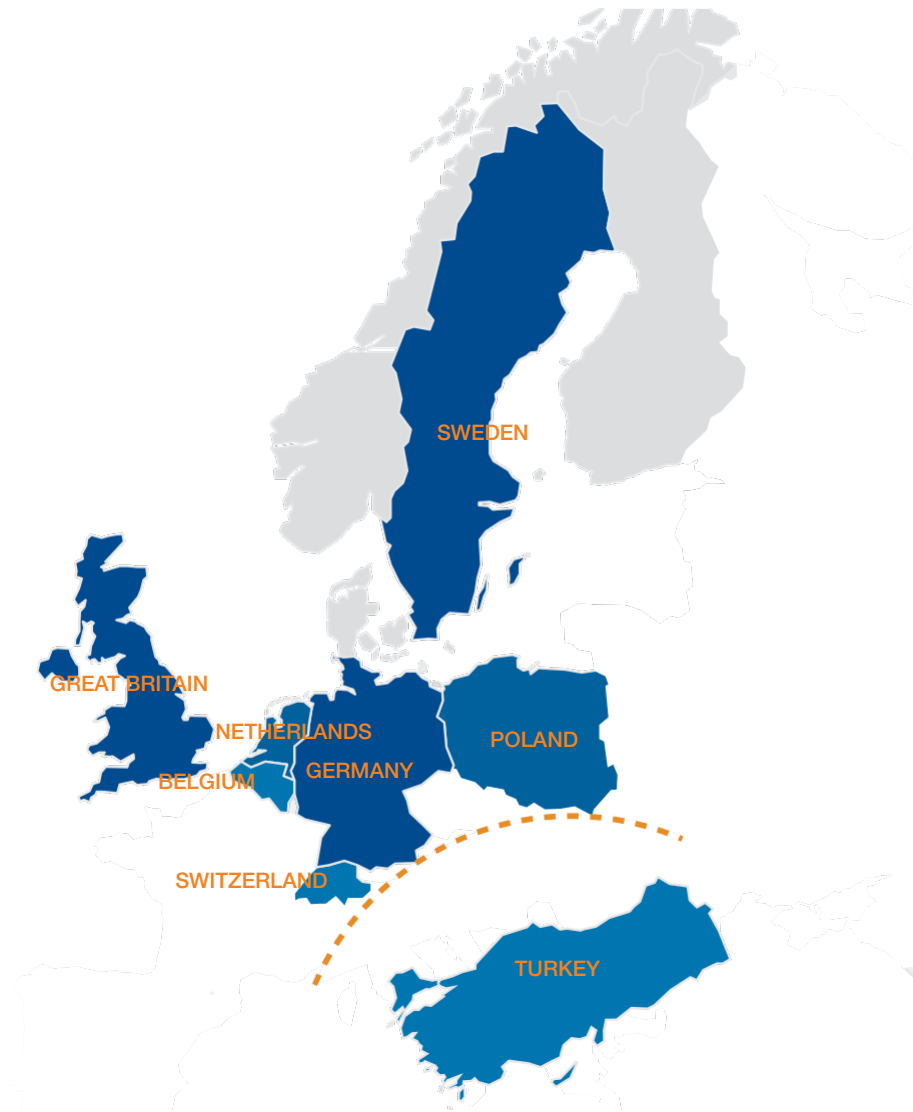 SWEDEN
GREAT BRITAIN
NETHERLANDS
POLAND
GERMANY
BELGIUM
SWITZERLAND
TURKEY